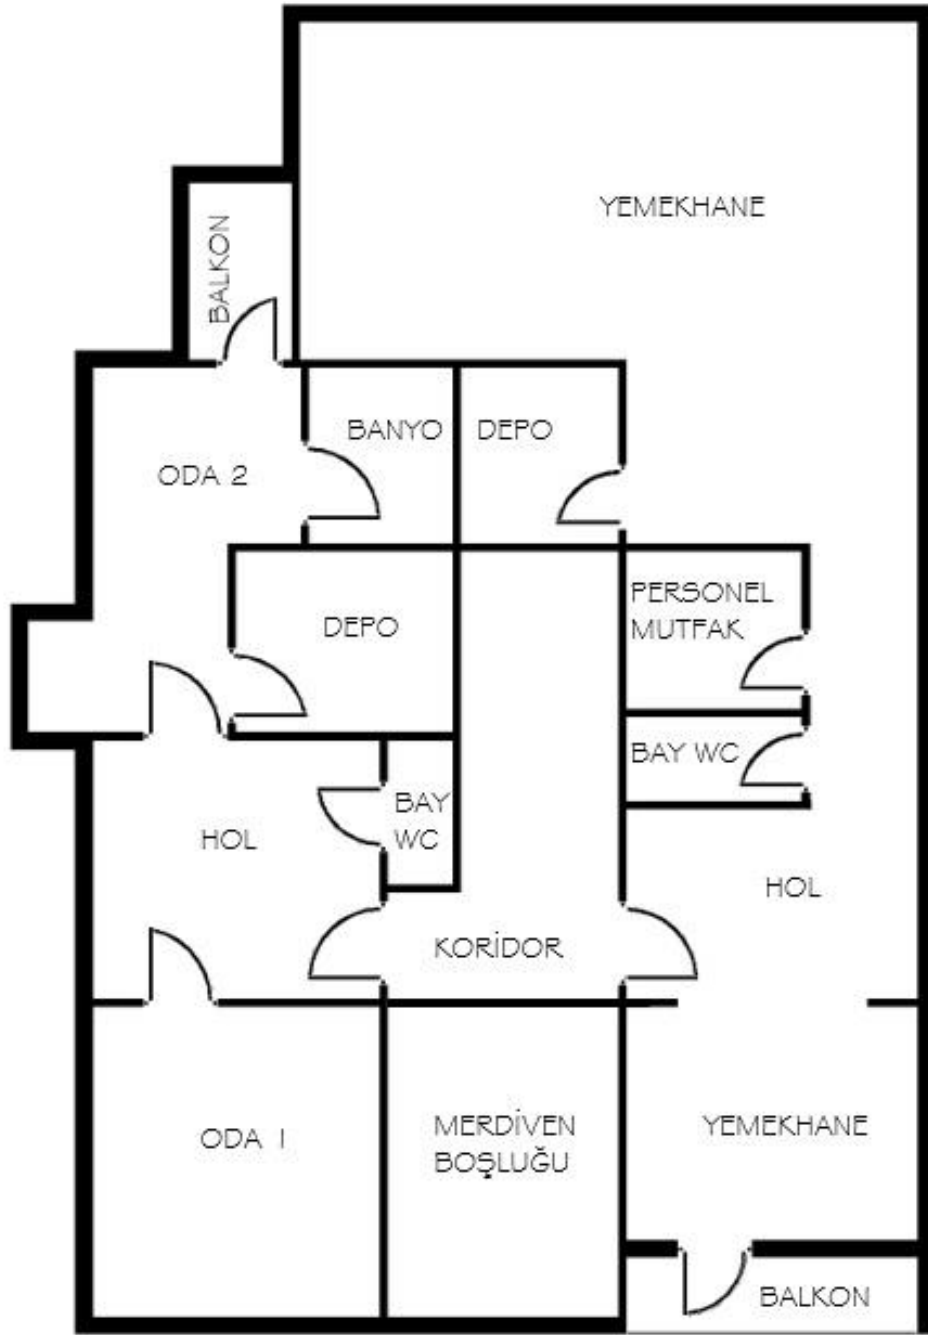 YEMEKHANE
BALKON
BANYO
DEPO
ODA 2
PERSONEL
MUTFAK
DEPO
BAY WC
BAY
WC
HOL
HOL
KORİDOR
MERDİVEN
BOŞLUĞU
YEMEKHANE
ODA 1
BALKON